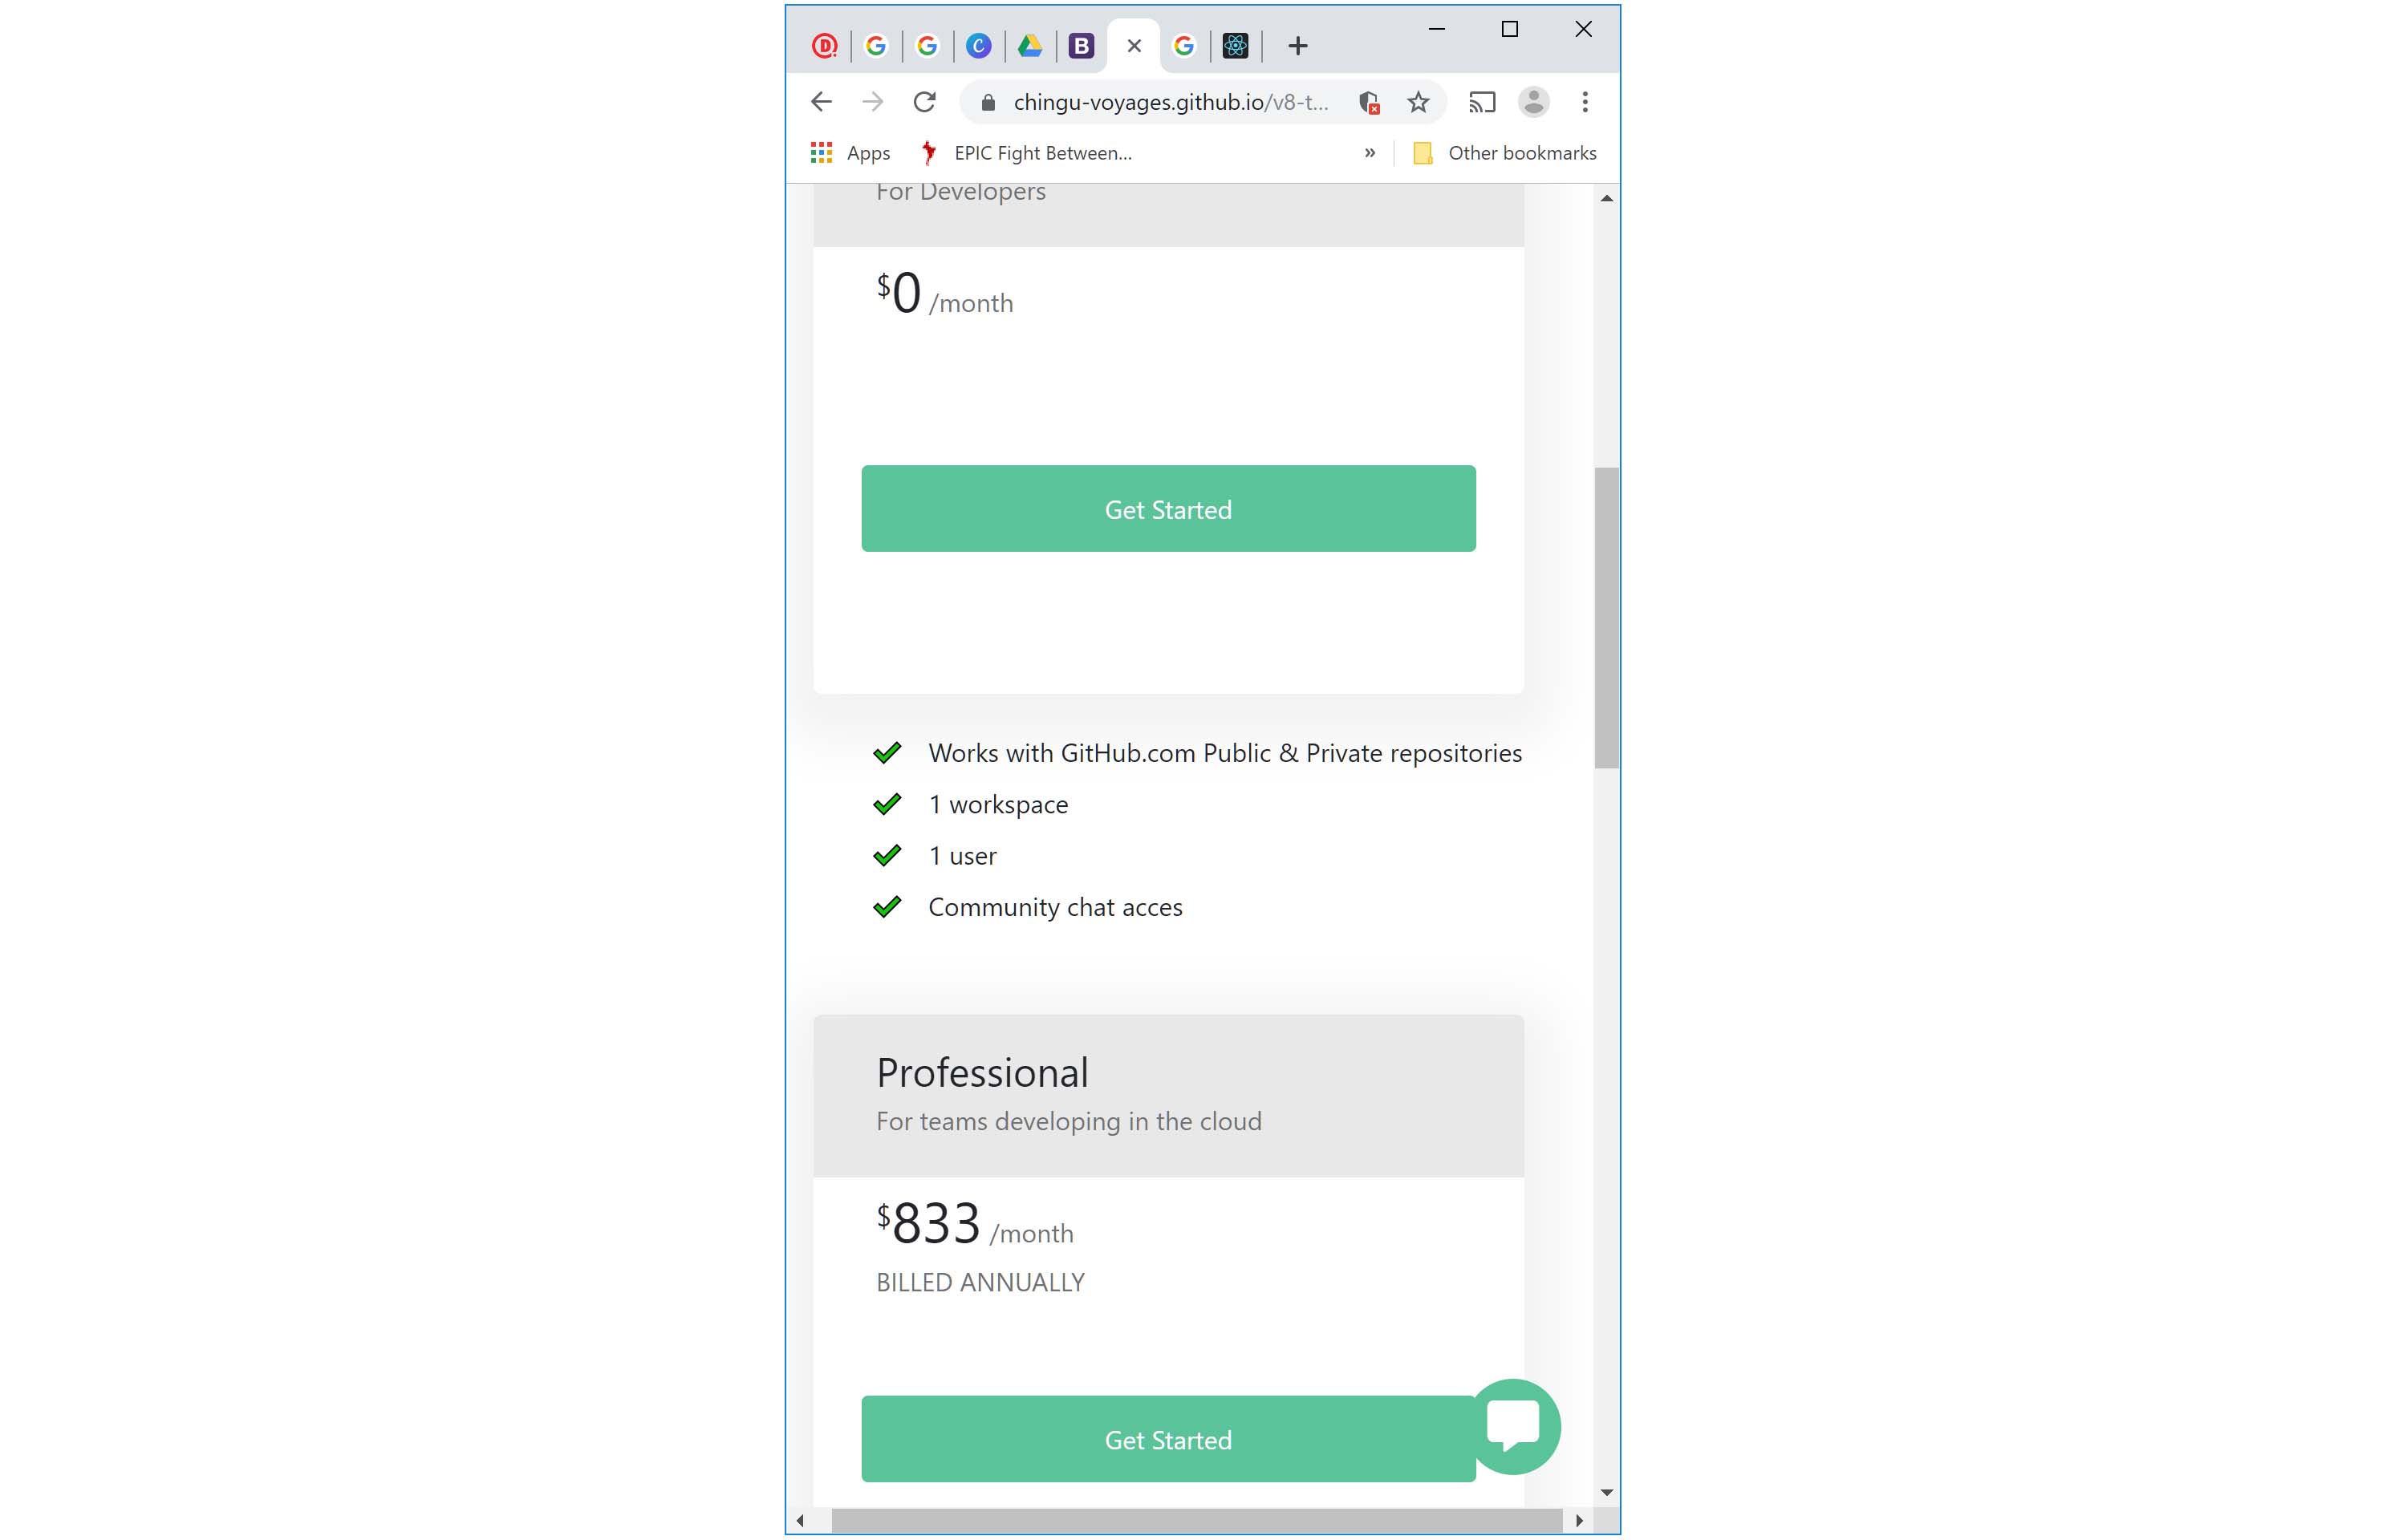 chingu-voyages.github.io/v8-t...
Apps
EPIC Fight Between...
»
Other bookmarks
For Developers
$0 /month
Get Started
Works with GitHub.com Public & Private repositories
1 workspace
1 user
Community chat acces
Professional
For teams developing in the cloud
$833 /month
BILLED ANNUALLY
Get Started